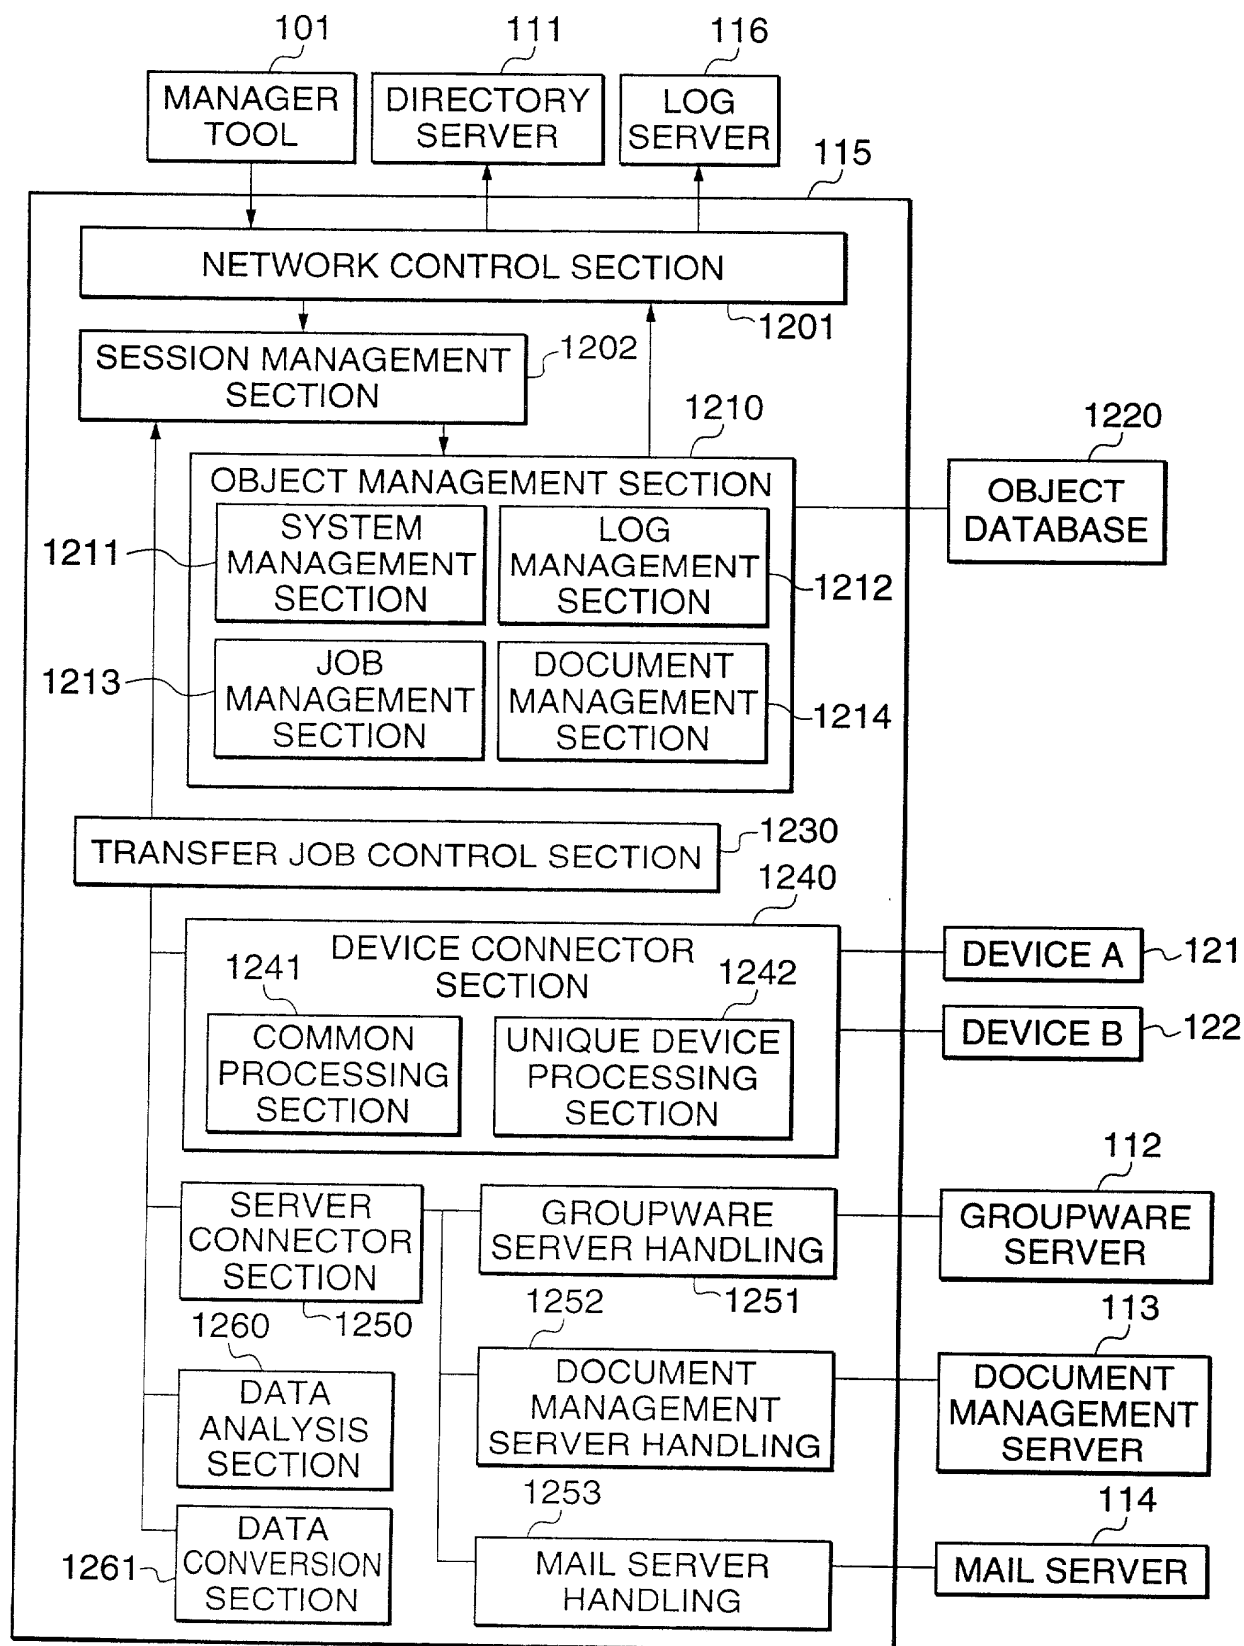 101
111
116
MANAGER
TOOL
DIRECTORY
SERVER
LOG
SERVER
115
NETWORK CONTROL SECTION
1201
SESSION MANAGEMENT
SECTION
1202
1210
1220
OBJECT MANAGEMENT SECTION
OBJECT
DATABASE
1211
SYSTEM
MANAGEMENT
SECTION
LOG
MANAGEMENT
SECTION
1212
1213
JOB
MANAGEMENT
SECTION
DOCUMENT
MANAGEMENT
SECTION
1214
TRANSFER JOB CONTROL SECTION
1230
1240
DEVICE CONNECTOR
SECTION
1241
1242
COMMON
PROCESSING
SECTION
UNIQUE DEVICE
PROCESSING
SECTION
DEVICE A
121
DEVICE B
122
112
SERVER
CONNECTOR
SECTION
1250
GROUPWARE
SERVER HANDLING
1251
GROUPWARE
SERVER
1260
1252
113
DATA
ANALYSIS
SECTION
DOCUMENT
MANAGEMENT
SERVER HANDLING
DOCUMENT
MANAGEMENT
SERVER
1253
114
1261
DATA
CONVERSION
SECTION
MAIL SERVER
HANDLING
MAIL SERVER